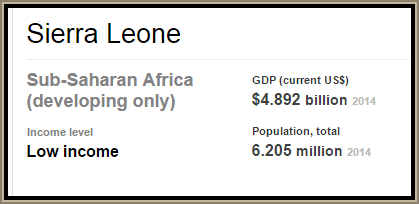 Sierra Leone
Sub-Saharan Africa
(developing only)
Income level
Low income
GDP (current US$)
$4.892 billion 2014
Population, total
6.205 million 2014